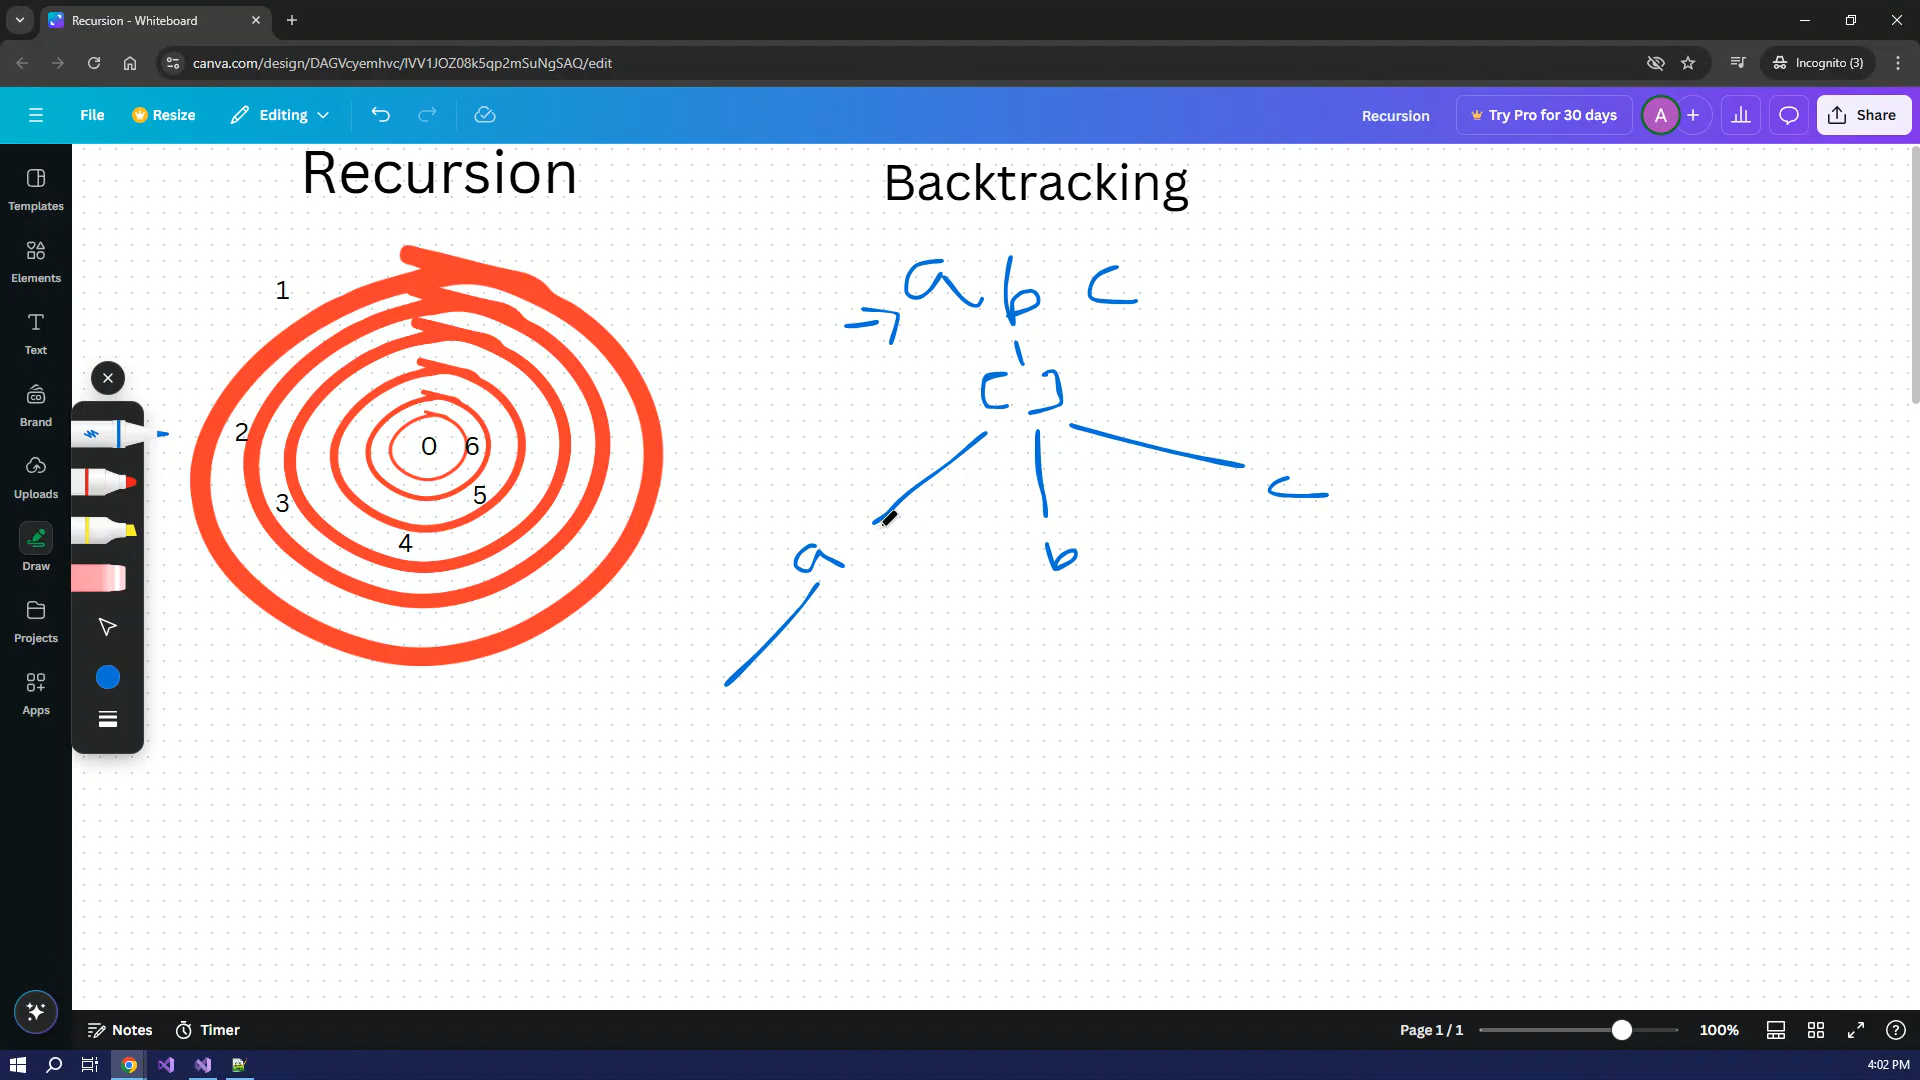 Recursion - Whiteboard
canva.com/design/DAGVcyemhvc/lVV1JOZ08k5qp2mSuNgSAQ/edit
Incognito (3)
File
Resize
Editing
Recursion
Try Pro for 30 days
A
Share
Templates
Elements
Text
Brand
Uploads
Draw
Projects
Apps
Recursion
1
2
3
4
5
6
0
Backtracking
a b c
[ ]
a
b
c
Notes
Timer
Page 1 / 1
100%
4:02 PM